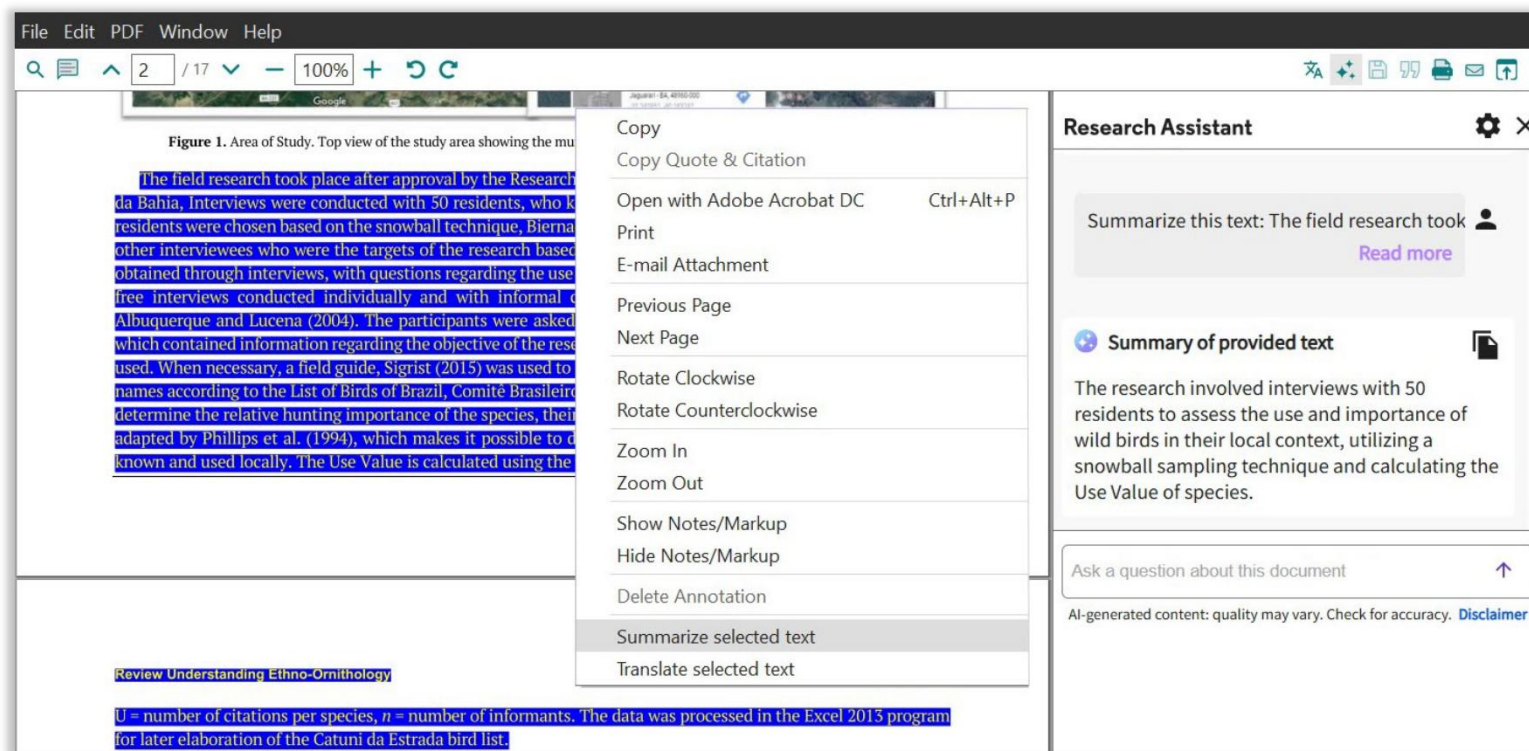 File Edit PDF Window Help
2 / 17 100%
Google
Jaguarari - BA, 48960-000
Figure 1. Area of Study. Top view of the study area showing the mu
The field research took place after approval by the Research
da Bahia, Interviews were conducted with 50 residents, who k
residents were chosen based on the snowball technique, Bierna
other interviewees who were the targets of the research based
obtained through interviews, with questions regarding the use
free interviews conducted individually and with informal
Albuquerque and Lucena (2004). The participants were asked
which contained information regarding the objective of the rese
used. When necessary, a field guide, Sigrist (2015) was used to
names according to the List of Birds of Brazil, Comité Brasileiro
determine the relative hunting importance of the species, their
adapted by Phillips et al. (1994), which makes it possible to d
known and used locally. The Use Value is calculated using the
Review Understanding Ethno-Ornithology
U = number of citations per species, n = number of informants. The data was processed in the Excel 2013 program
for later elaboration of the Catuni da Estrada bird list.
Copy
Copy Quote & Citation
Open with Adobe Acrobat DC Ctrl+Alt+P
Print
E-mail Attachment
Previous Page
Next Page
Rotate Clockwise
Rotate Counterclockwise
Zoom In
Zoom Out
Show Notes/Markup
Hide Notes/Markup
Delete Annotation
Summarize selected text
Translate selected text
Research Assistant
Summarize this text: The field research took
Read more
Summary of provided text
The research involved interviews with 50
residents to assess the use and importance of
wild birds in their local context, utilizing a
snowball sampling technique and calculating the
Use Value of species.
Ask a question about this document
AI-generated content: quality may vary. Check for accuracy. Disclaimer